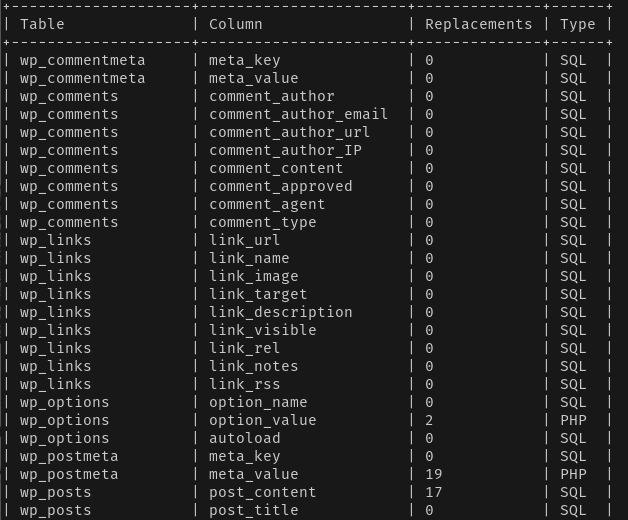 +--------------------+-----------------------+--------------+------+
| Table              | Column                | Replacements | Type |
+--------------------+-----------------------+--------------+------+
| wp_commentmeta     | meta_key              | 0            | SQL  |
| wp_commentmeta     | meta_value            | 0            | SQL  |
| wp_comments        | comment_author        | 0            | SQL  |
| wp_comments        | comment_author_email  | 0            | SQL  |
| wp_comments        | comment_author_url    | 0            | SQL  |
| wp_comments        | comment_author_IP     | 0            | SQL  |
| wp_comments        | comment_content       | 0            | SQL  |
| wp_comments        | comment_approved      | 0            | SQL  |
| wp_comments        | comment_agent         | 0            | SQL  |
| wp_comments        | comment_type          | 0            | SQL  |
| wp_links           | link_url              | 0            | SQL  |
| wp_links           | link_name             | 0            | SQL  |
| wp_links           | link_image            | 0            | SQL  |
| wp_links           | link_target           | 0            | SQL  |
| wp_links           | link_description      | 0            | SQL  |
| wp_links           | link_visible          | 0            | SQL  |
| wp_links           | link_rel              | 0            | SQL  |
| wp_links           | link_notes            | 0            | SQL  |
| wp_links           | link_rss              | 0            | SQL  |
| wp_options         | option_name           | 0            | SQL  |
| wp_options         | option_value          | 2            | PHP  |
| wp_options         | autoload              | 0            | SQL  |
| wp_postmeta        | meta_key              | 0            | SQL  |
| wp_postmeta        | meta_value            | 19           | PHP  |
| wp_posts           | post_content          | 17           | SQL  |
| wp_posts           | post_title            | 0            | SQL  |